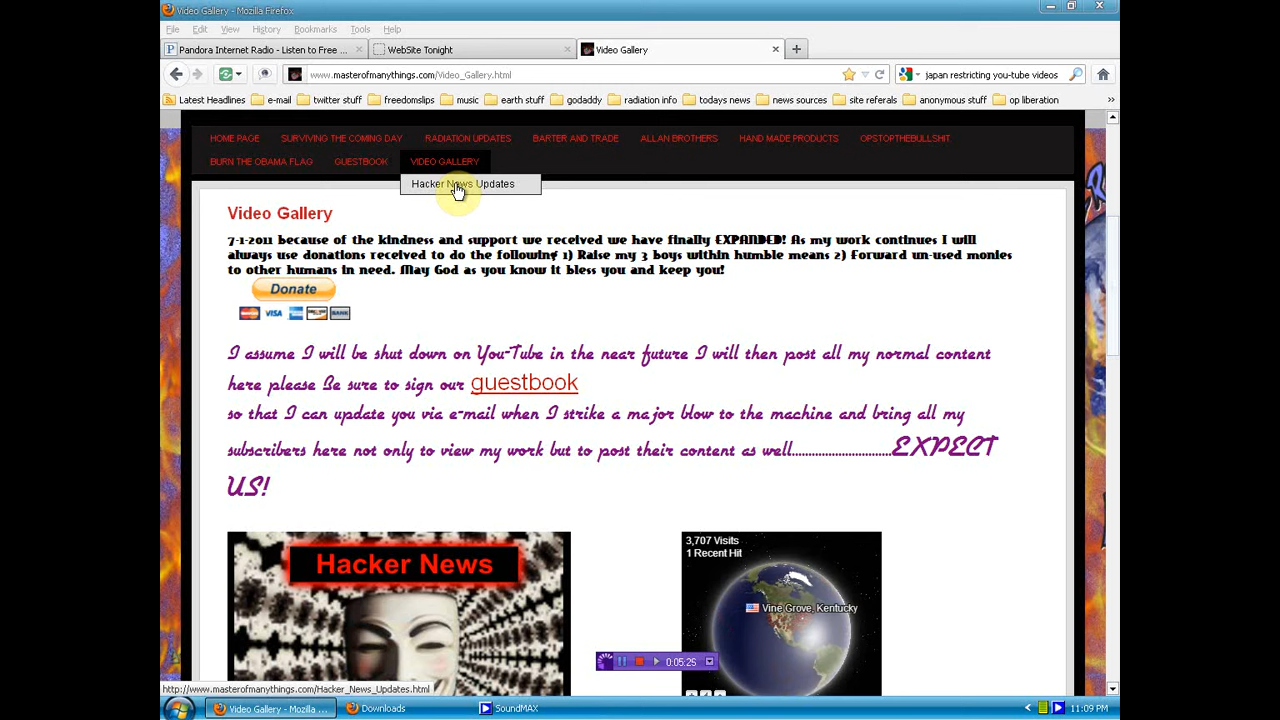 Video Gallery - Mozilla Firefox
File Edit View History Bookmarks Tools Help
Pandora Internet Radio - Listen to Free ... WebSite Tonight Video Gallery
www.masterofmanythings.com/Video_Gallery.html japan restricting you-tube videos
Latest Headlines e-mail twitter stuff freedomslips music earth stuff godaddy radiation info todays news news sources site referals anonymous stuff op liberation »
HOME PAGE SURVIVING THE COMING DAY RADIATION UPDATES BARTER AND TRADE ALLAN BROTHERS HAND MADE PRODUCTS OPSTOPTHEBULLSHIT
BURN THE OBAMA FLAG GUESTBOOK VIDEO GALLERY
Hacker News Updates
Video Gallery
7-1-2011 because of the kindness and support we received we have finally EXPANDED! As my work continues I will
always use donations received to do the following 1) Raise my 3 boys within humble means 2) Forward un-used monies
to other humans in need. May God as you know it bless you and keep you!
Donate
VISA BANK
I assume I will be shut down on You-Tube in the near future I will then post all my normal content
here please Be sure to sign our guestbook
so that I can update you via e-mail when I strike a major blow to the machine and bring all my
subscribers here not only to view my work but to post their content as well..............................EXPECT
US!
Hacker News
3,707 Visits
1 Recent Hit
Vine Grove, Kentucky
0:05:25
http://www.masterofmanythings.com/Hacker_News_Updates.html
Video Gallery - Mozilla ... Downloads SoundMAX 11:09 PM